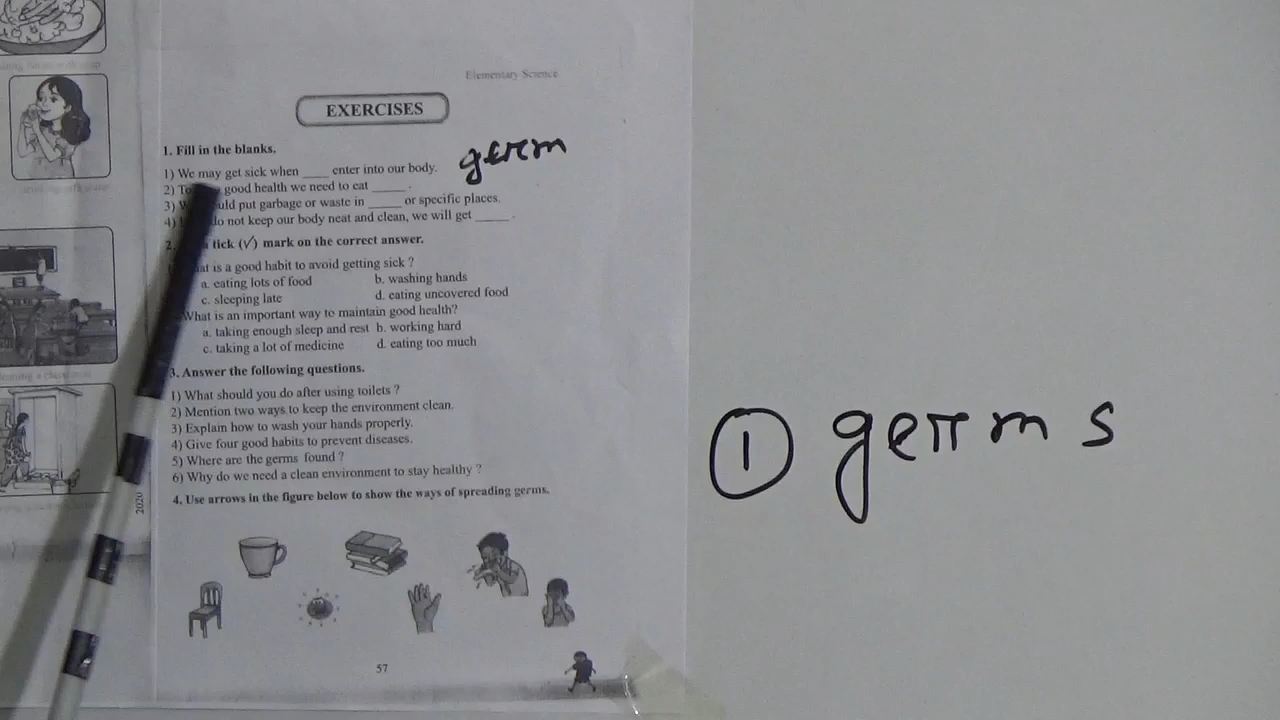 Elementary Science
EXERCISES
1. Fill in the blanks.
germ
1) We may get sick when ____ enter into our body.
2) good health we need to eat _____ .
3) put garbage or waste in _____ or specific places.
4) do not keep our body neat and clean, we will get _____ .
2. tick (√) mark on the correct answer.
is a good habit to avoid getting sick ?
a. eating lots of food b. washing hands
c. sleeping late d. eating uncovered food
What is an important way to maintain good health?
a. taking enough sleep and rest b. working hard
c. taking a lot of medicine d. eating too much
3. Answer the following questions.
1) What should you do after using toilets ?
2) Mention two ways to keep the environment clean.
3) Explain how to wash your hands properly.
4) Give four good habits to prevent diseases.
5) Where are the germs found ?
6) Why do we need a clean environment to stay healthy ?
4. Use arrows in the figure below to show the ways of spreading germs.
57
2020
1 germs